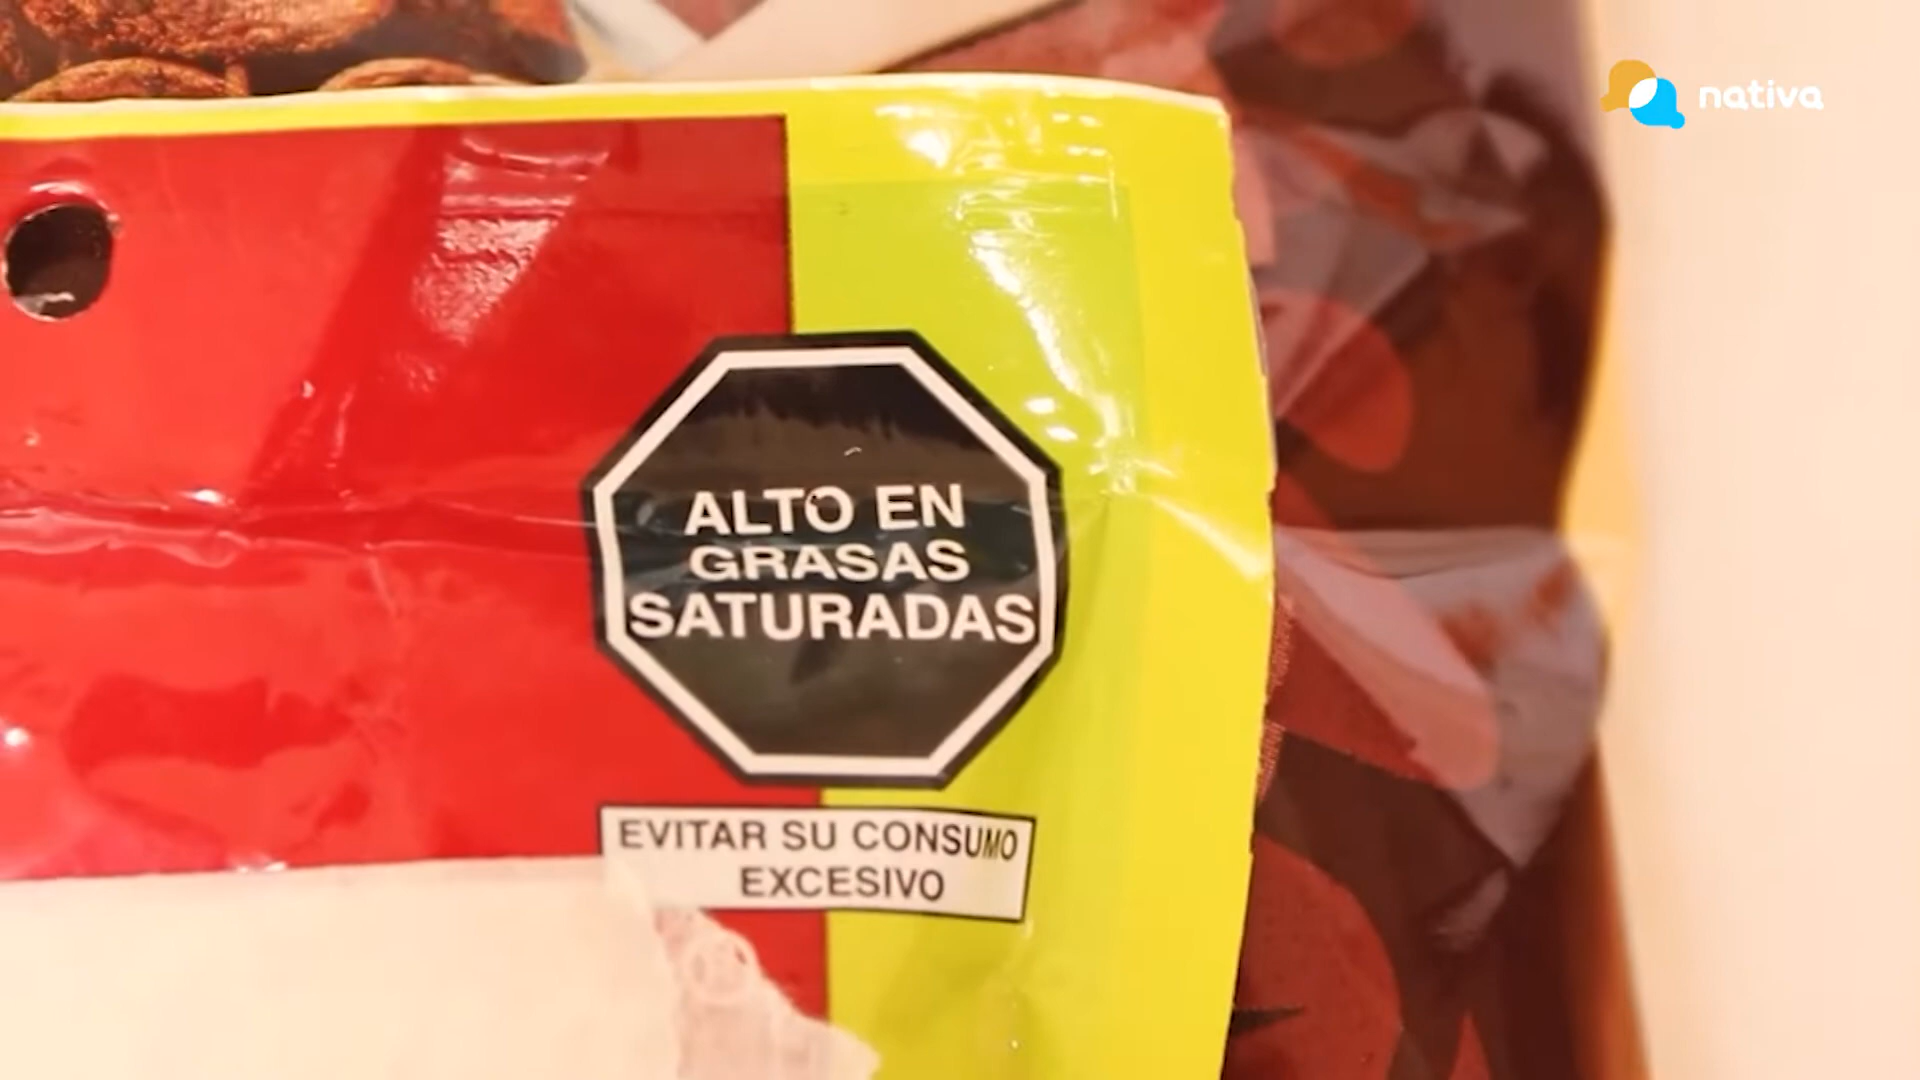 nativa
ALTO EN
GRASAS
SATURADAS
EVITAR SU CONSUMO
EXCESIVO